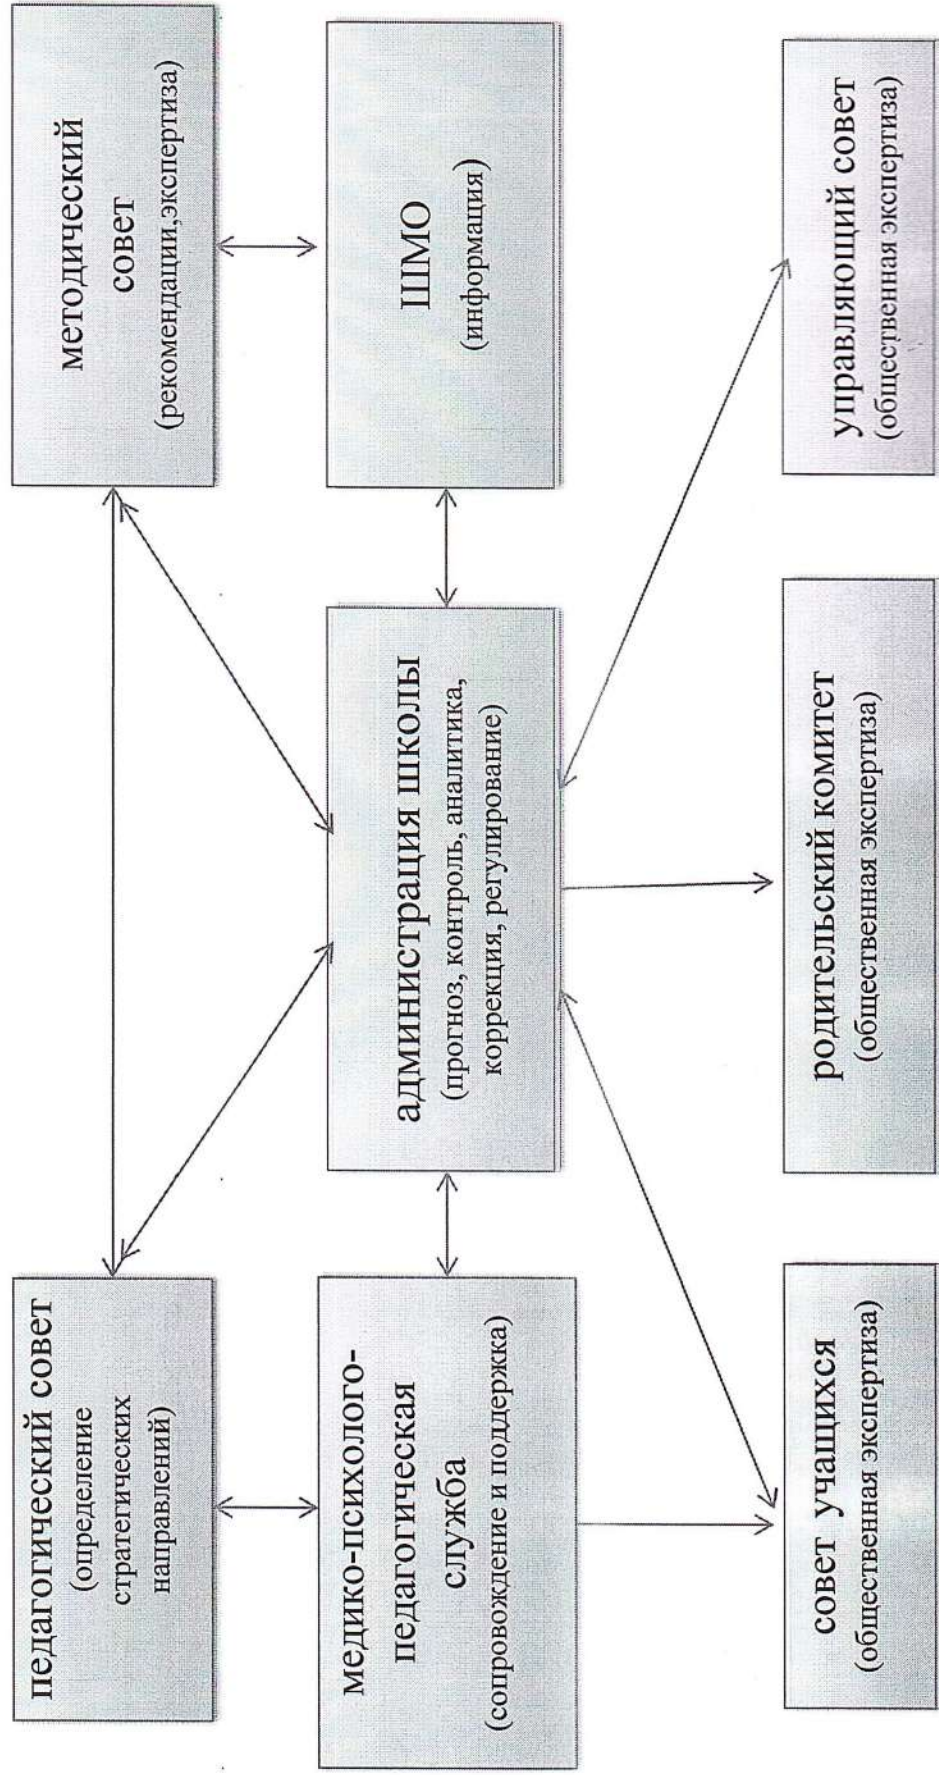 педагогический совет
(определение
стратегических
направлений)
методический
совет
(рекомендации,экспертиза)
медико-психолого-
педагогическая
служба
(сопровождение и поддержка)
администрация школы
(прогноз, контроль, аналитика,
коррекция, регулирование)
ШМО
(информация)
совет учащихся
(общественная экспертиза)
родительский комитет
(общественная экспертиза)
управляющий совет
(общественная экспертиза)